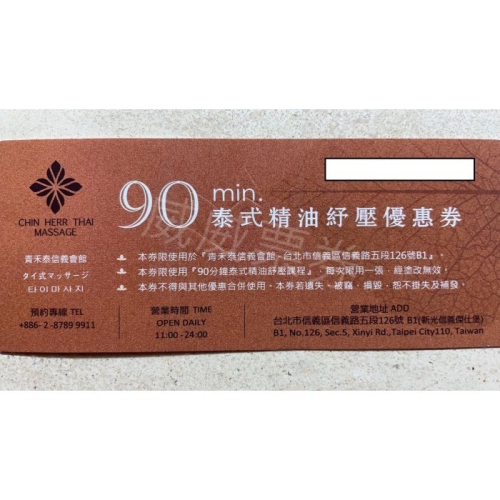 CHIN HERR THAI
MASSAGE
青禾泰信義會館
タイ式マッサージ
타이마사지
90 min.
泰式精油紓壓優惠券
本券限使用於『青禾泰信義會館-台北市信義區信義路五段126號B1』。
本券限使用『90分鐘泰式精油紓壓課程』，每次限用一張，經塗改無效。
本券不得與其他優惠合併使用。本券若遺失、被竊、損毀，恕不掛失及補發。
預約專線 TEL
+886- 2-8789 9911
營業時間 TIME
OPEN DAILY
11:00 -24:00
營業地址 ADD
台北市信義區信義路五段126號 B1(新光信義傑仕堡)
B1, No.126, Sec.5, Xinyi Rd.,Taipei City110, Taiwan